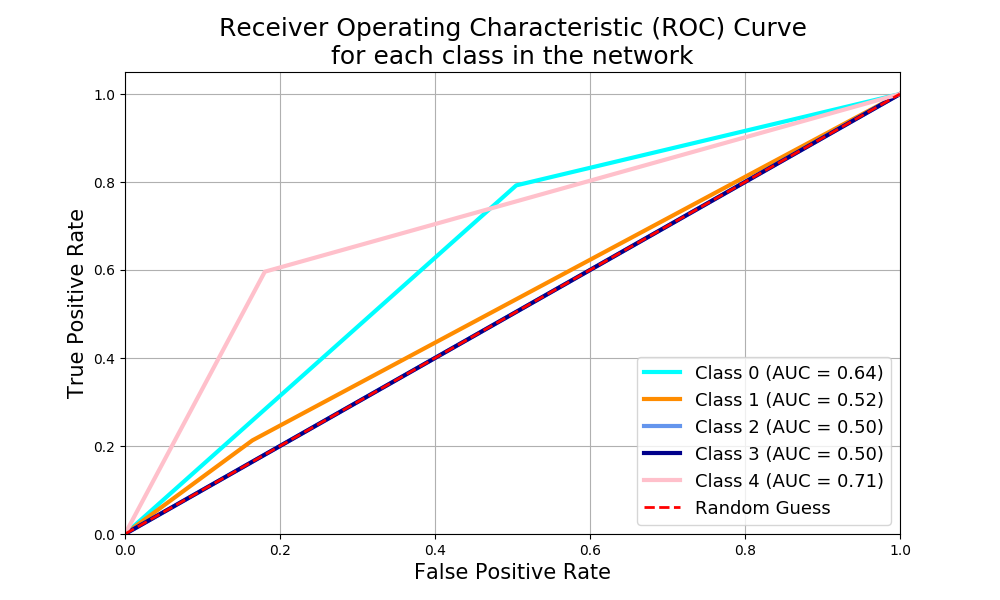 Receiver Operating Characteristic (ROC) Curve
for each class in the network
True Positive Rate
1.0
0.8
0.6
0.4
0.2
0.0
0.0 0.2 0.4 0.6 0.8 1.0
False Positive Rate
Class 0 (AUC = 0.64)
Class 1 (AUC = 0.52)
Class 2 (AUC = 0.50)
Class 3 (AUC = 0.50)
Class 4 (AUC = 0.71)
Random Guess